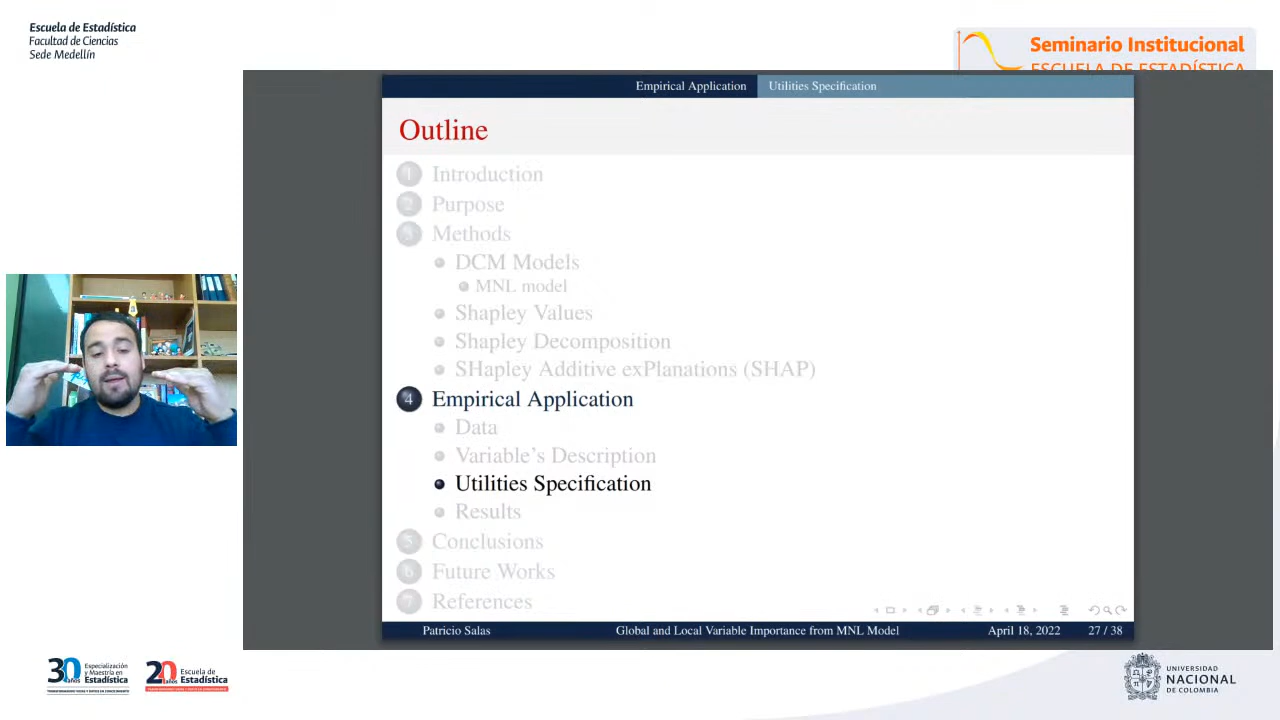 Escuela de Estadística
Facultad de Ciencias
Sede Medellín
Seminario Institucional
ESCUELA DE ESTADÍSTICA
Empirical Application
Utilities Specification
Outline
1 Introduction
2 Purpose
3 Methods
DCM Models
MNL model
Shapley Values
Shapley Decomposition
SHapley Additive exPlanations (SHAP)
4 Empirical Application
Data
Variable's Description
Utilities Specification
Results
5 Conclusions
6 Future Works
7 References
Patricio Salas
Global and Local Variable Importance from MNL Model
April 18, 2022
27 / 38
30 años
Especialización
y Maestría en
Estadística
20 años
Escuela de
Estadística
UNIVERSIDAD
NACIONAL
DE COLOMBIA